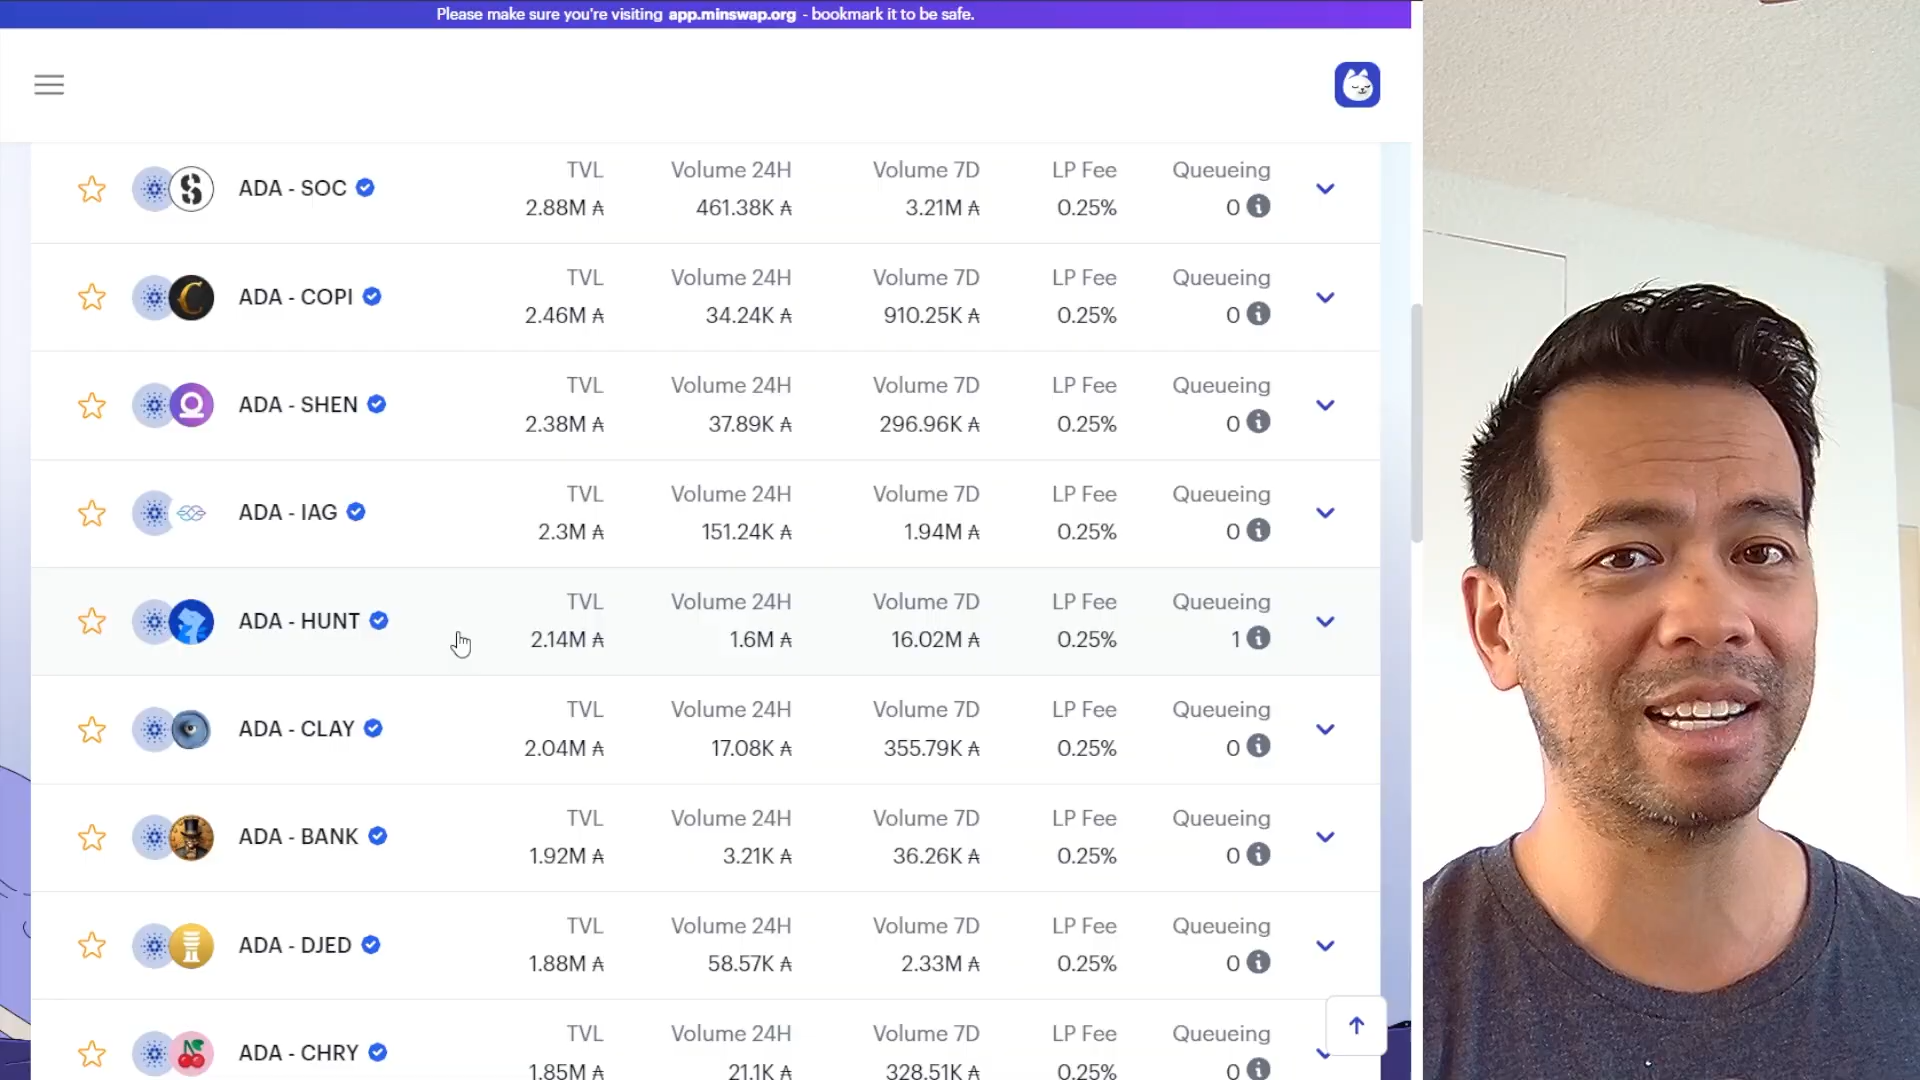 Please make sure you're visiting app.minswap.org - bookmark it to be safe.
ADA - SOC TVL Volume 24H Volume 7D LP Fee Queueing
2.88M ₳ 461.38K ₳ 3.21M ₳ 0.25% 0
ADA - COPI TVL Volume 24H Volume 7D LP Fee Queueing
2.46M ₳ 34.24K ₳ 910.25K ₳ 0.25% 0
ADA - SHEN TVL Volume 24H Volume 7D LP Fee Queueing
2.38M ₳ 37.89K ₳ 296.96K ₳ 0.25% 0
ADA - IAG TVL Volume 24H Volume 7D LP Fee Queueing
2.3M ₳ 151.24K ₳ 1.94M ₳ 0.25% 0
ADA - HUNT TVL Volume 24H Volume 7D LP Fee Queueing
2.14M ₳ 1.6M ₳ 16.02M ₳ 0.25% 1
ADA - CLAY TVL Volume 24H Volume 7D LP Fee Queueing
2.04M ₳ 17.08K ₳ 355.79K ₳ 0.25% 0
ADA - BANK TVL Volume 24H Volume 7D LP Fee Queueing
1.92M ₳ 3.21K ₳ 36.26K ₳ 0.25% 0
ADA - DJED TVL Volume 24H Volume 7D LP Fee Queueing
1.88M ₳ 58.57K ₳ 2.33M ₳ 0.25% 0
ADA - CHRY TVL Volume 24H Volume 7D LP Fee Queueing
1.85M ₳ 21.1K ₳ 328.51K ₳ 0.25% 0